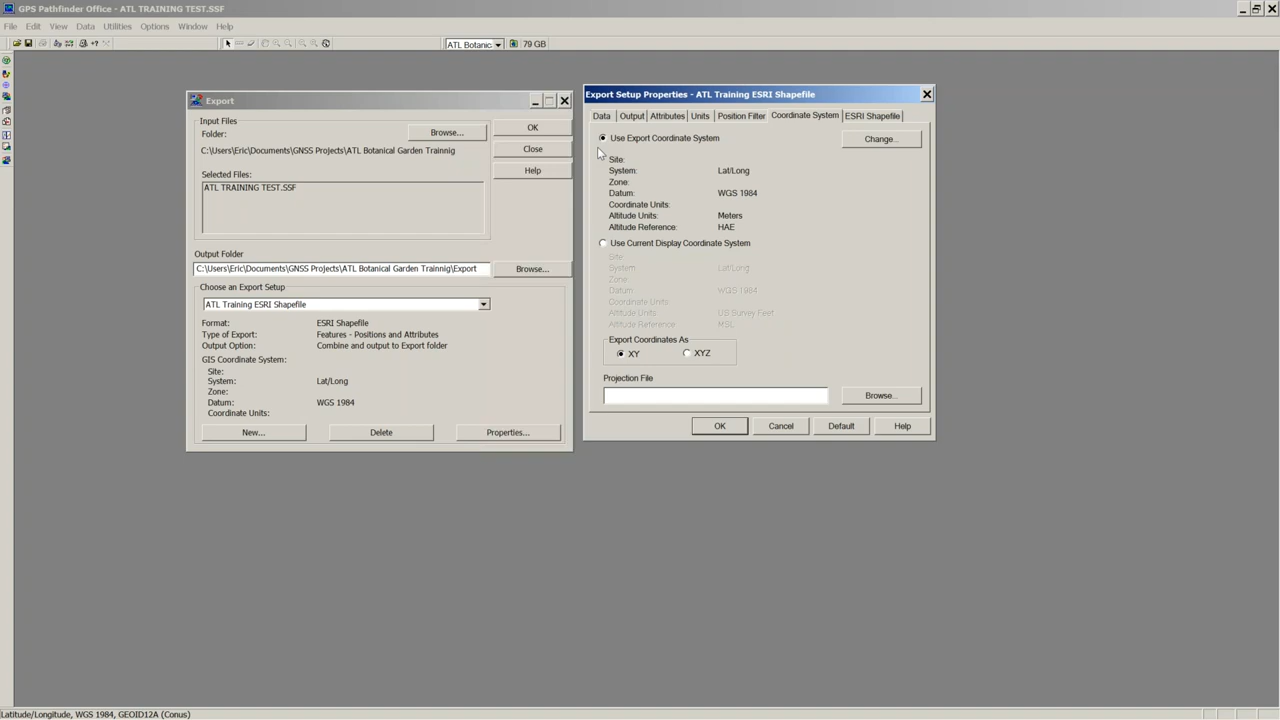 GPS Pathfinder Office - ATL TRAINING TEST.SSF
File Edit View Data Utilities Options Window Help
ATL Botanic 79 GB
Export
Input Files
Folder: Browse...
C:\Users\Eric\Documents\GNSS Projects\ATL Botanical Garden Trainnig
Selected Files:
ATL TRAINING TEST.SSF
OK
Close
Help
Output Folder
C:\Users\Eric\Documents\GNSS Projects\ATL Botanical Garden Trainnig\Export Browse...
Choose an Export Setup
ATL Training ESRI Shapefile
Format: ESRI Shapefile
Type of Export: Features - Positions and Attributes
Output Option: Combine and output to Export folder
GIS Coordinate System:
Site:
System: Lat/Long
Zone:
Datum: WGS 1984
Coordinate Units:
New... Delete Properties...
Export Setup Properties - ATL Training ESRI Shapefile
Data Output Attributes Units Position Filter Coordinate System ESRI Shapefile
Use Export Coordinate System Change...
Site:
System: Lat/Long
Zone:
Datum: WGS 1984
Coordinate Units:
Altitude Units: Meters
Altitude Reference: HAE
Use Current Display Coordinate System
Site:
System: Lat/Long
Zone:
Datum: WGS 1984
Coordinate Units:
Altitude Units: US Survey Feet
Altitude Reference: MSL
Export Coordinates As
XY XYZ
Projection File
Browse...
OK Cancel Default Help
Latitude/Longitude, WGS 1984, GEOID12A (Conus)